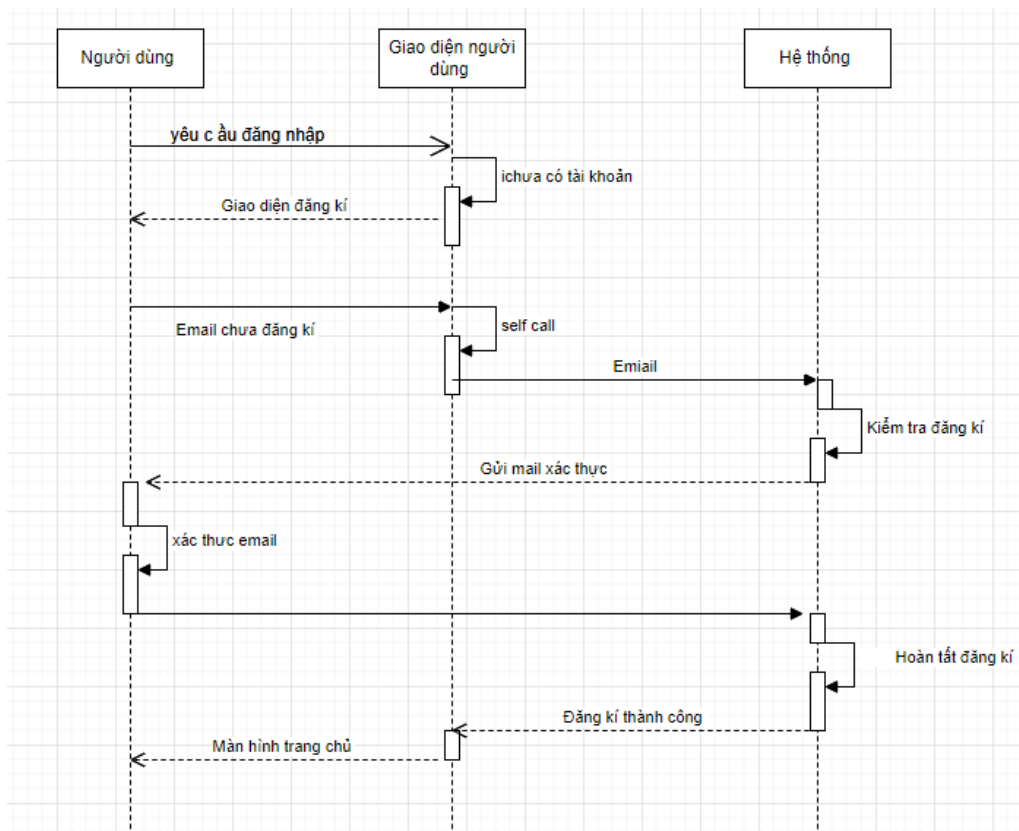 Người dùng
Giao diện người
dùng
Hệ thống
yêu c ầu đăng nhập
ichưa có tài khoản
Giao diện đăng kí
Email chưa đăng kí
self call
Emiail
Kiểm tra đăng kí
Gửi mail xác thực
xác thưc email
Hoàn tất đăng kí
Đăng kí thành công
Màn hình trang chủ